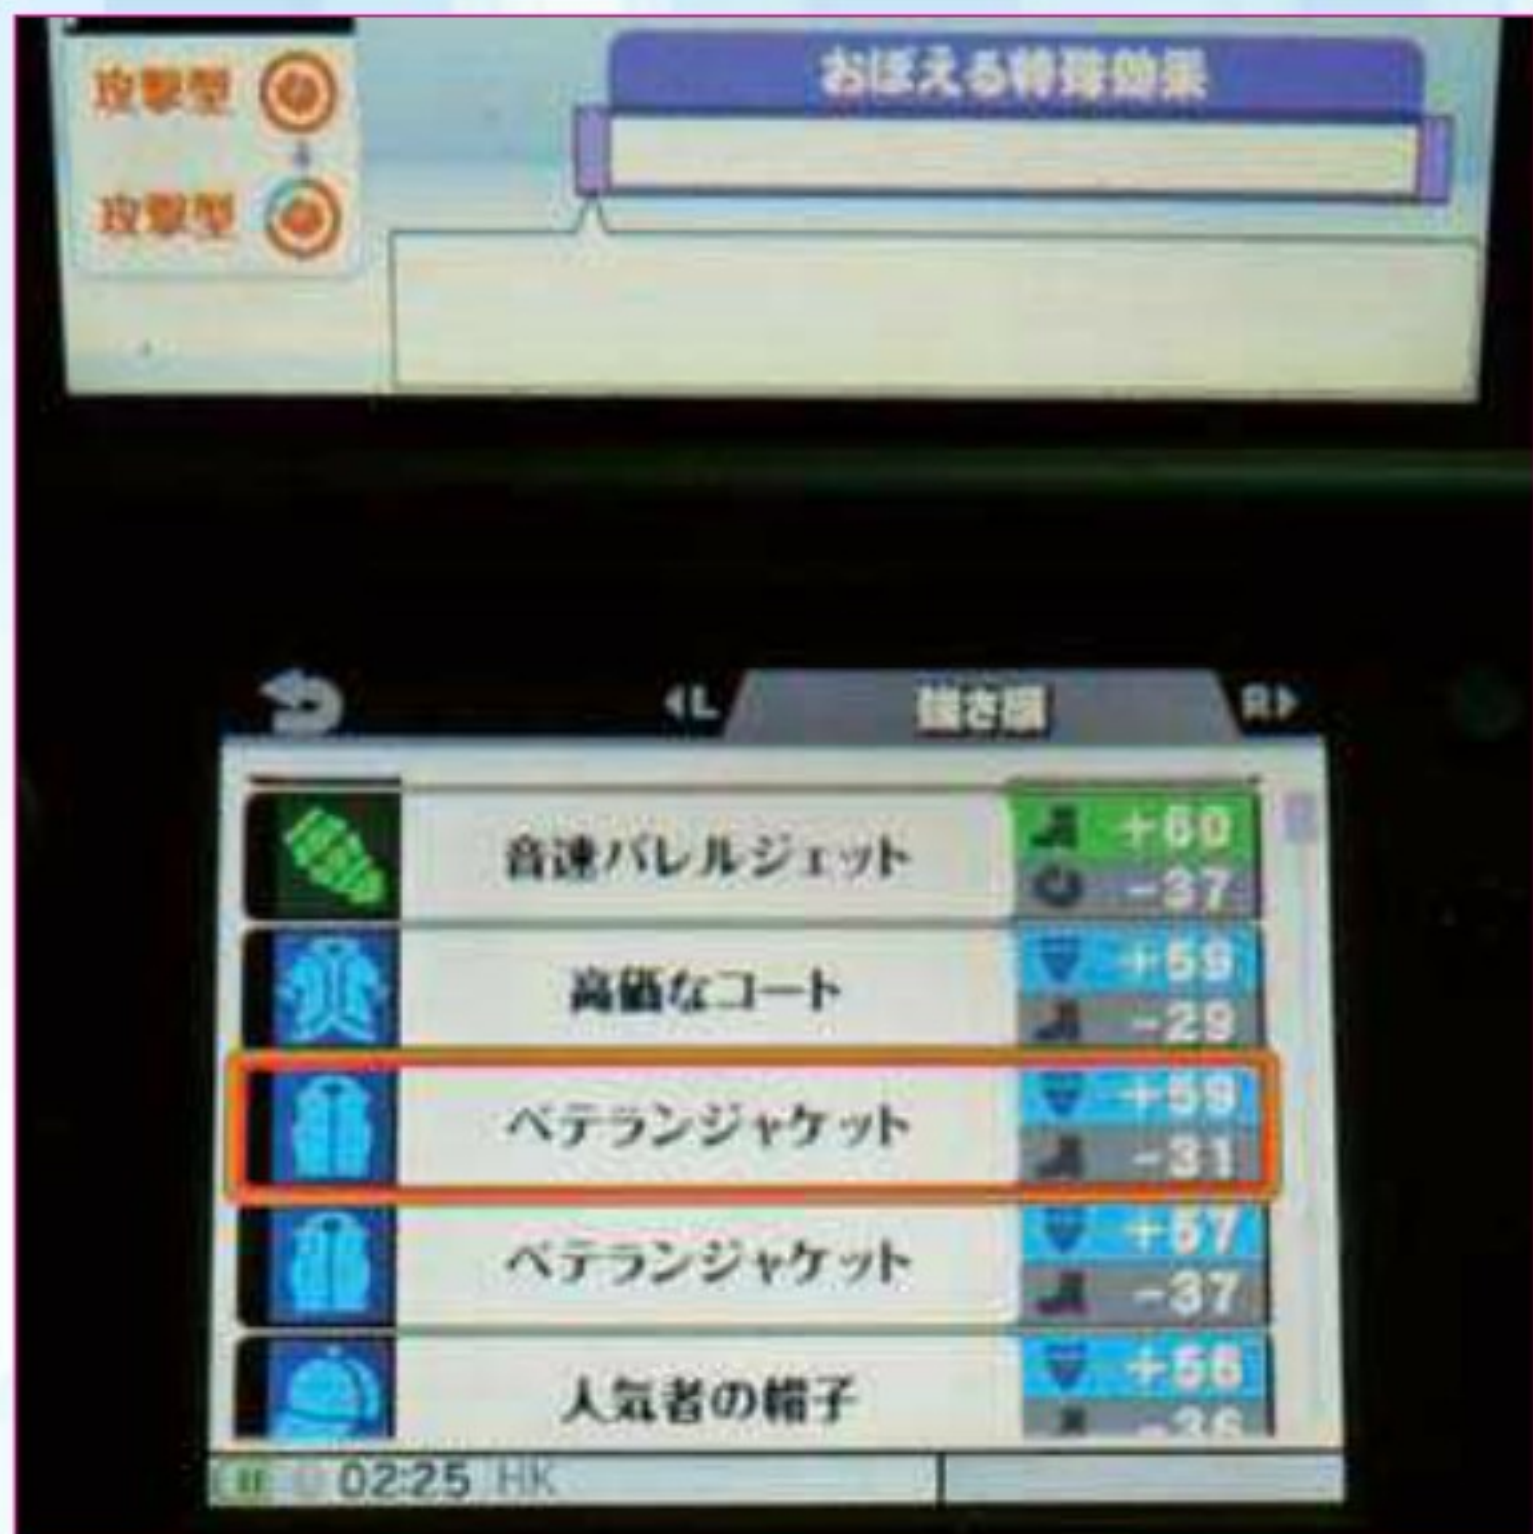 攻撃型
攻撃型
おぼえる特殊効果
◀L
強さ順
R▶
音速バレルジェット
+60
-37
高価なコート
+59
-29
ベテランジャケット
+59
-31
ベテランジャケット
+57
-37
人気者の帽子
+56
-36
02:25 HK